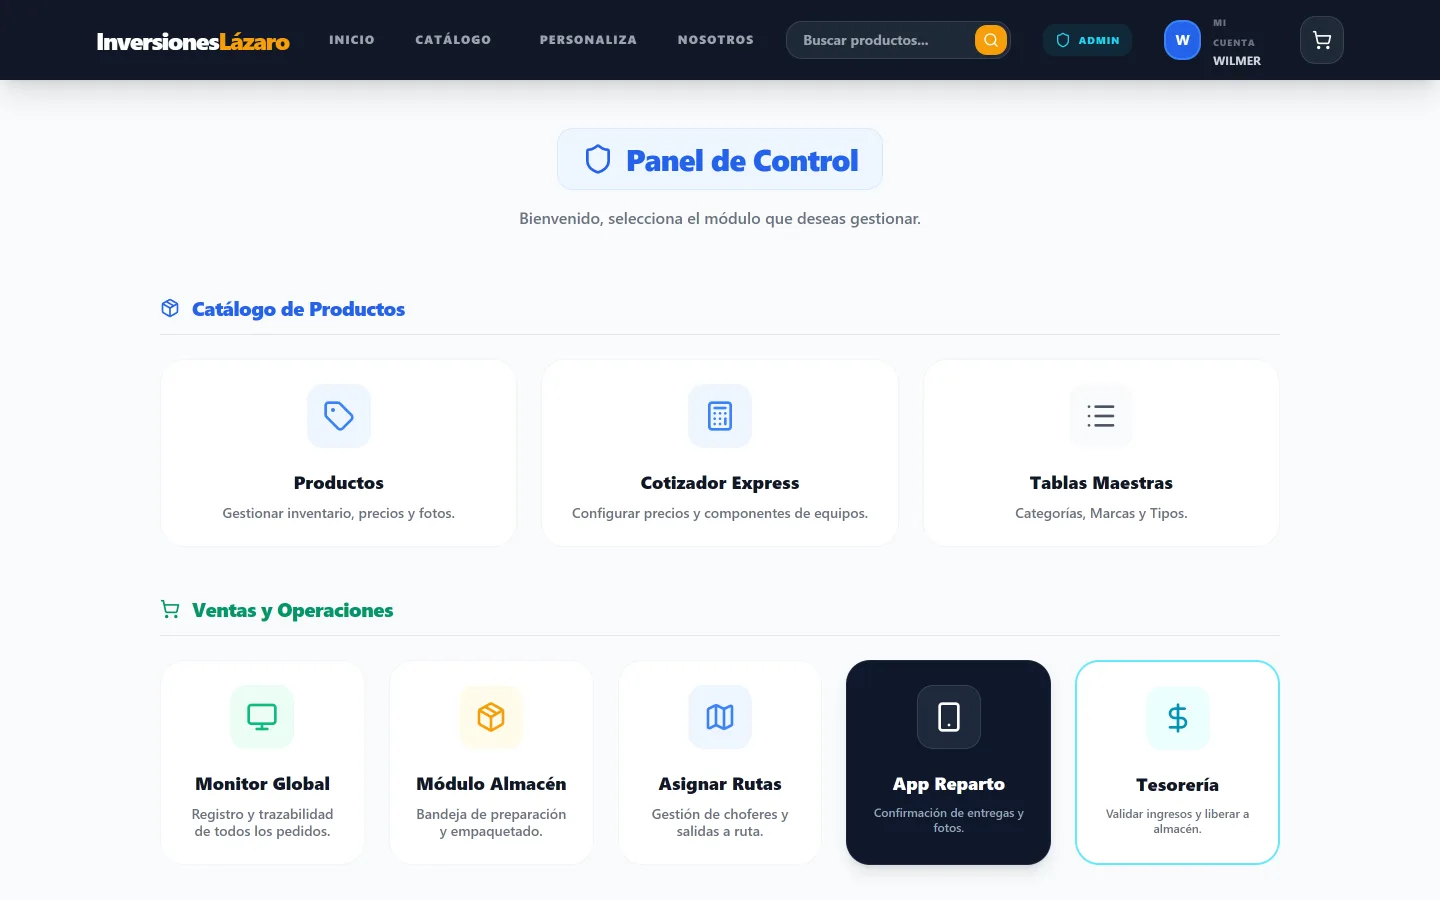 InversionesLázaro
INICIO
CATÁLOGO
PERSONALIZA
NOSOTROS
Buscar productos...
ADMIN
W
MI
CUENTA
WILMER
Panel de Control
Bienvenido, selecciona el módulo que deseas gestionar.
Catálogo de Productos
Productos
Gestionar inventario, precios y fotos.
Cotizador Express
Configurar precios y componentes de equipos.
Tablas Maestras
Categorías, Marcas y Tipos.
Ventas y Operaciones
Monitor Global
Registro y trazabilidad
de todos los pedidos.
Módulo Almacén
Bandeja de preparación
y empaquetado.
Asignar Rutas
Gestión de choferes y
salidas a ruta.
App Reparto
Confirmación de entregas y
fotos.
Tesorería
Validar ingresos y liberar a
almacén.